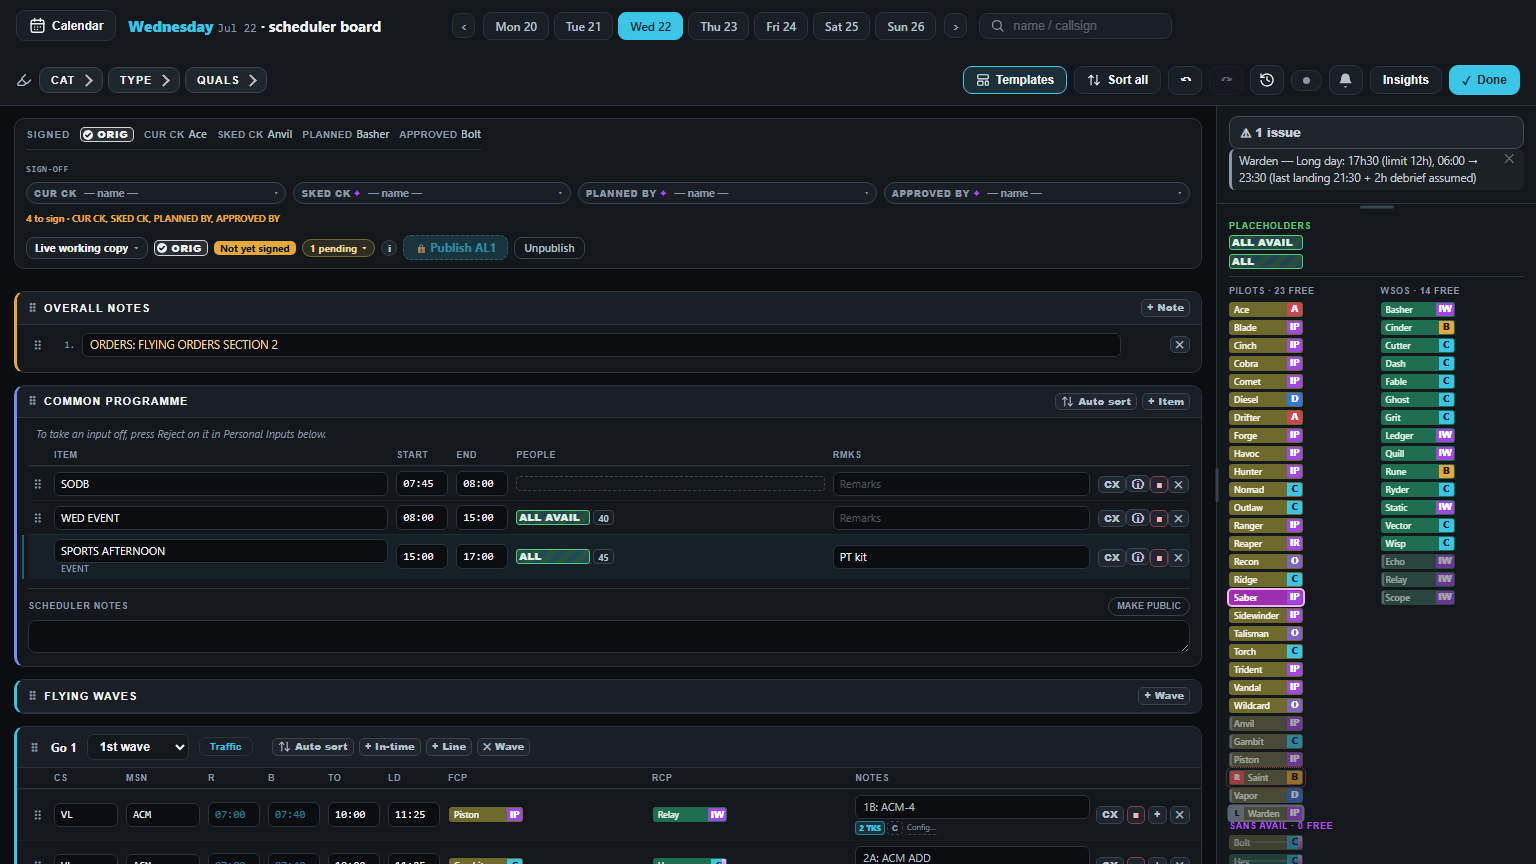 Calendar
Wednesday Jul 22 · scheduler board
‹ Mon 20 Tue 21 Wed 22 Thu 23 Fri 24 Sat 25 Sun 26 ›
name / callsign
CAT TYPE QUALS
Templates Sort all Insights ✓ Done
SIGNED ORIG CUR CK Ace SKED CK Anvil PLANNED Basher APPROVED Bolt
SIGN-OFF
CUR CK — name —
SKED CK — name —
PLANNED BY — name —
APPROVED BY — name —
4 to sign · CUR CK, SKED CK, PLANNED BY, APPROVED BY
Live working copy ORIG Not yet signed 1 pending i Publish AL1 Unpublish
OVERALL NOTES
+ Note
1. ORDERS: FLYING ORDERS SECTION 2
COMMON PROGRAMME
Auto sort + Item
To take an input off, press Reject on it in Personal Inputs below.
ITEM START END PEOPLE RMKS
SODB 07:45 08:00 Remarks CX
WED EVENT 08:00 15:00 ALL AVAIL 40 Remarks CX
SPORTS AFTERNOON 15:00 17:00 ALL 45 PT kit CX
EVENT
SCHEDULER NOTES
MAKE PUBLIC
FLYING WAVES
+ Wave
Go 1 1st wave Traffic Auto sort + In-time + Line X Wave
CS MSN R B TO LD FCP RCP NOTES
VL ACM 07:00 07:40 10:00 11:25 Piston IP Relay IW 1B: ACM-4 CX
2 TKS C Config...
2A: ACM ADD
1 issue
Warden — Long day: 17h30 (limit 12h), 06:00 →
23:30 (last landing 21:30 + 2h debrief assumed)
PLACEHOLDERS
ALL AVAIL
ALL
PILOTS · 23 FREE
Ace A
Blade IP
Cinch IP
Cobra IP
Comet IP
Diesel D
Drifter A
Forge IP
Havoc IP
Hunter IP
Nomad C
Outlaw C
Ranger IP
Reaper IR
Recon O
Ridge C
Saber IP
Sidewinder IP
Talisman O
Torch C
Trident IP
Vandal IP
Wildcard O
Anvil IP
Gambit C
Piston IP
R Saint B
Vapor D
L Warden IP
WSOS · 14 FREE
Basher IW
Cinder B
Cutter C
Dash C
Fable C
Ghost C
Grit C
Ledger IW
Quill IW
Rune B
Ryder C
Static IW
Vector C
Wisp C
Echo IW
Relay IW
Scope IW
SANS AVAIL · 0 FREE
Bolt C
Hex